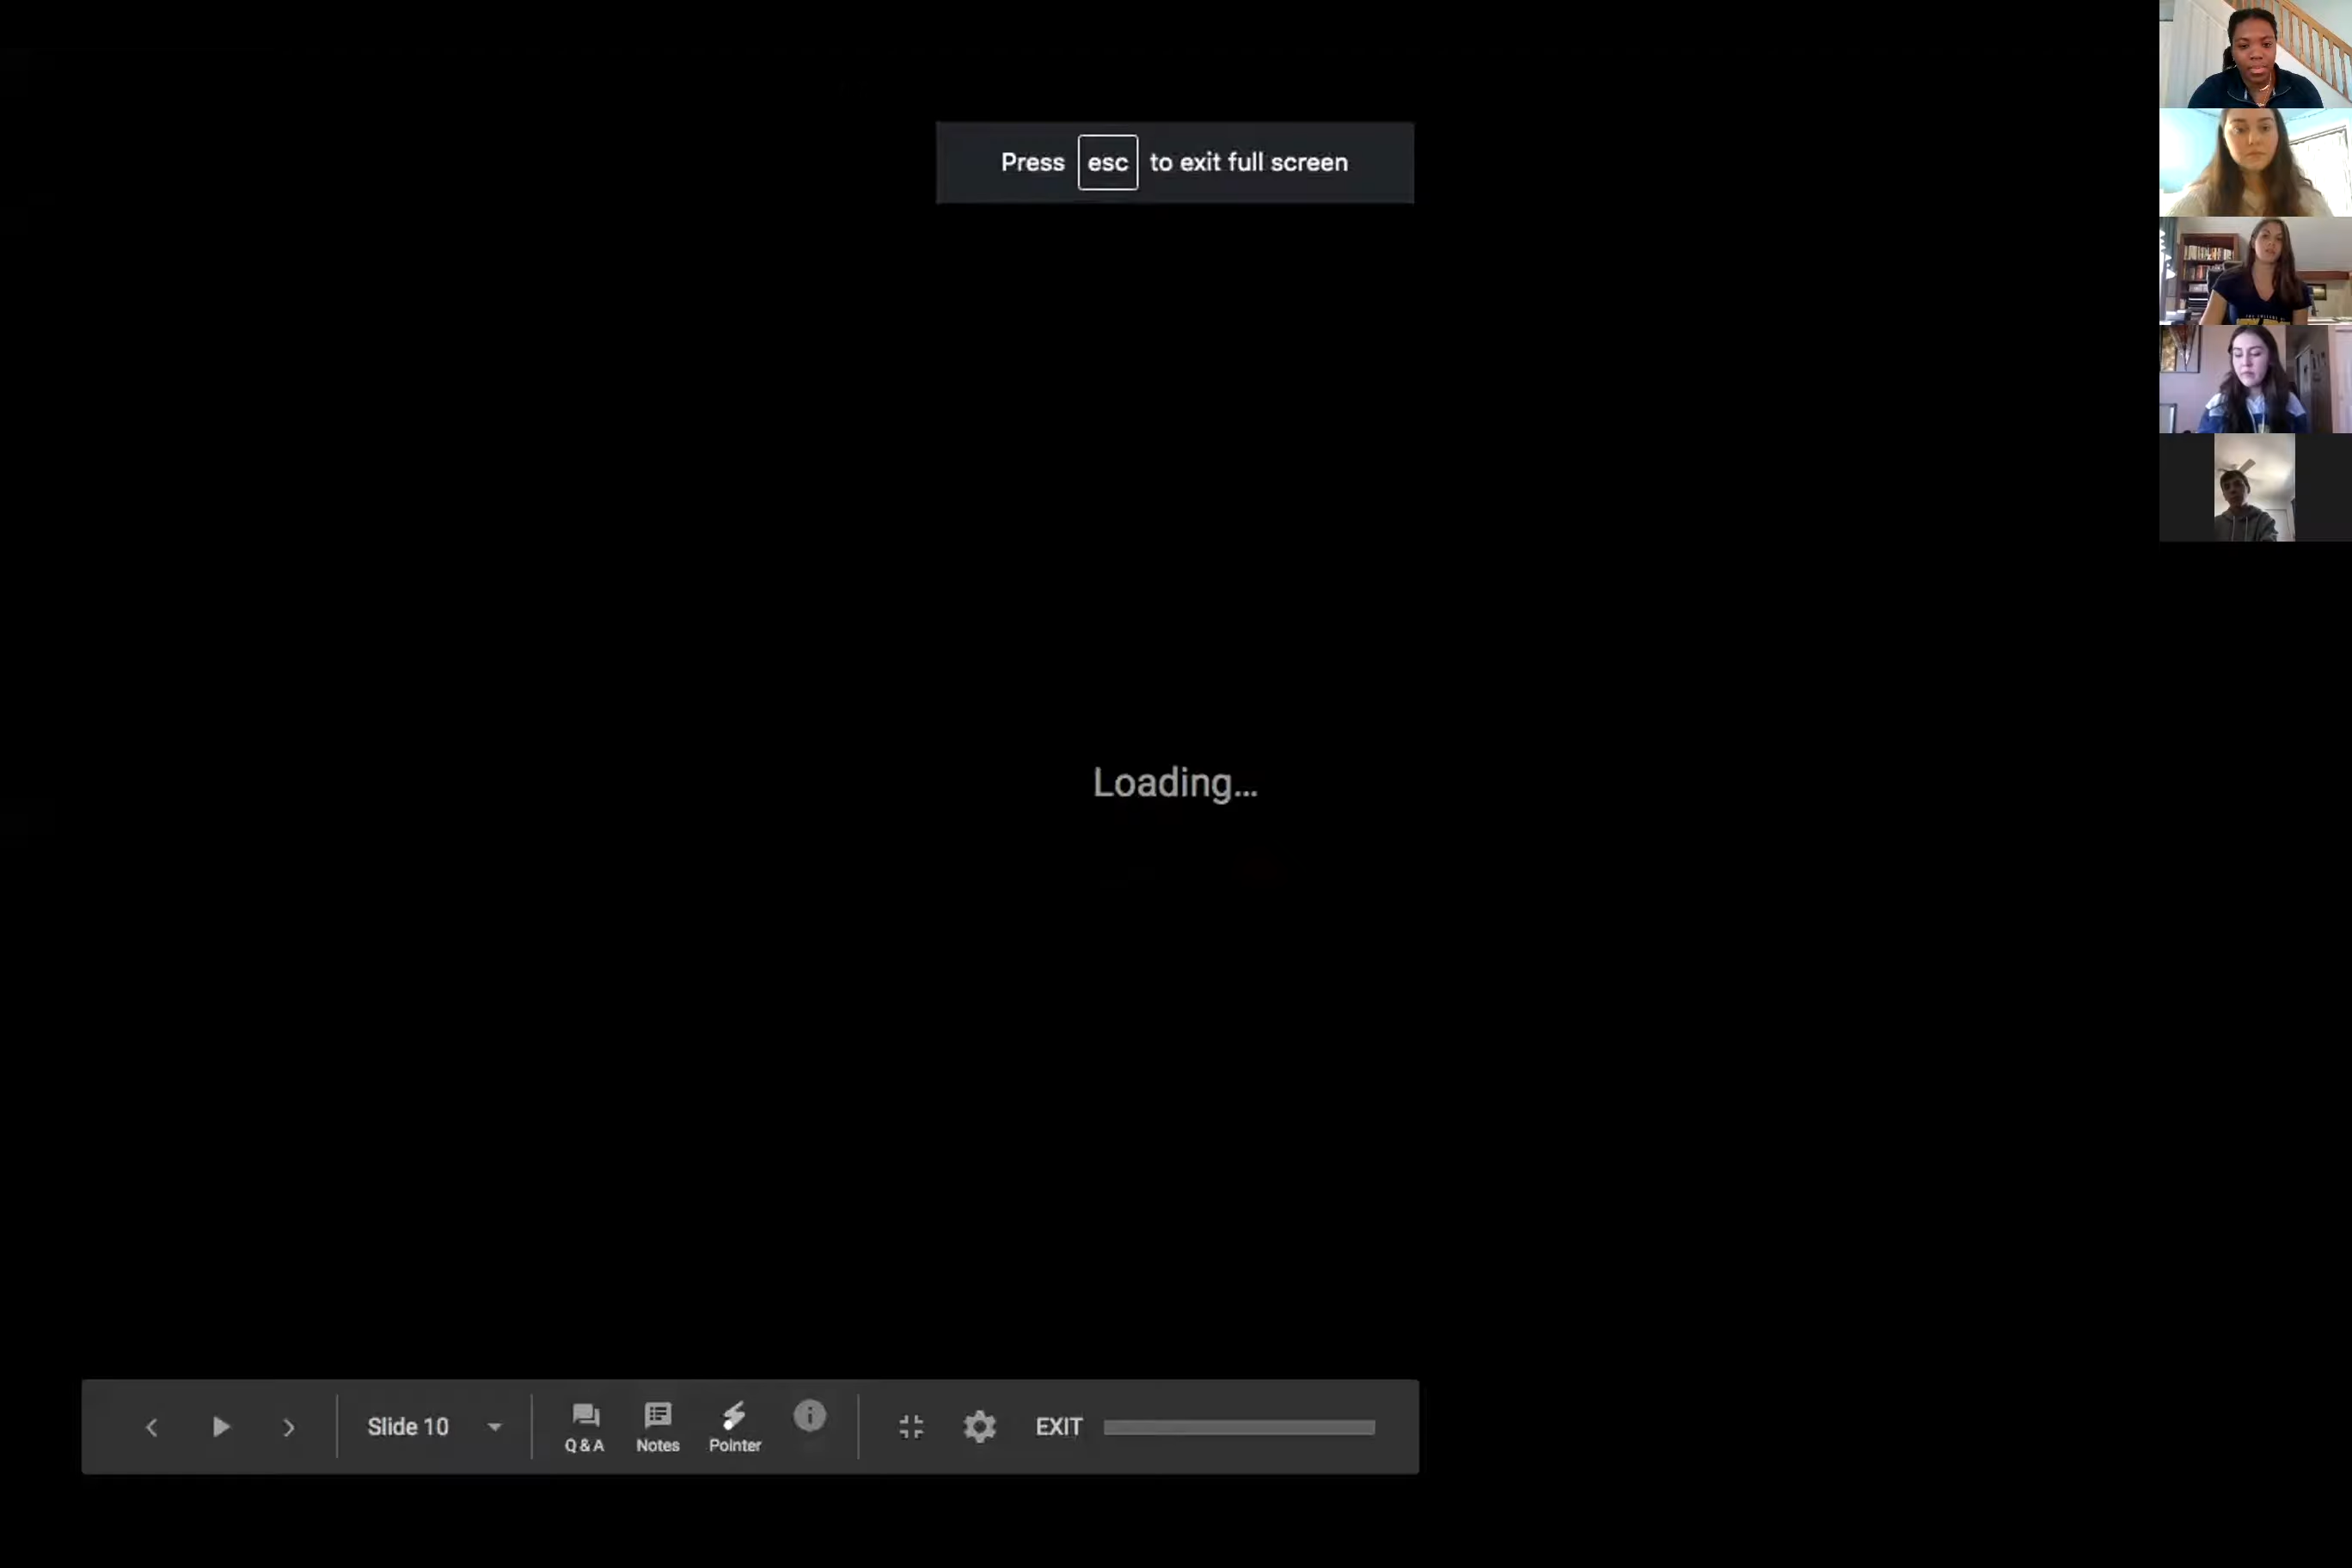 Press esc to exit full screen
Loading...
Slide 10
Q & A
Notes
Pointer
EXIT